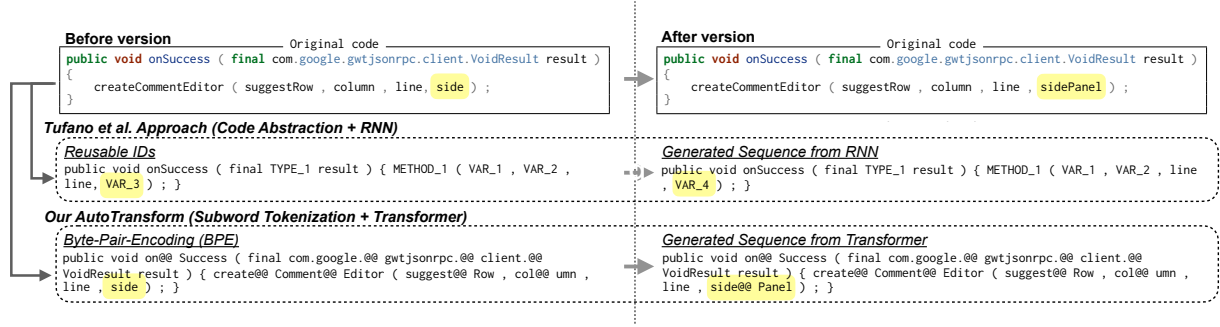 Before version
Original code
public void onSuccess ( final com.google.gwtjsonrpc.client.VoidResult result )
{
createCommentEditor ( suggestRow , column , line, side ) ;
}
After version
Original code
public void onSuccess ( final com.google.gwtjsonrpc.client.VoidResult result )
{
createCommentEditor ( suggestRow , column , line , sidePanel ) ;
}
Tufano et al. Approach (Code Abstraction + RNN)
Reusable IDs
public void onSuccess ( final TYPE_1 result ) { METHOD_1 ( VAR_1 , VAR_2 ,
line, VAR_3 ) ; }
Generated Sequence from RNN
public void onSuccess ( final TYPE_1 result ) { METHOD_1 ( VAR_1 , VAR_2 , line
, VAR_4 ) ; }
Our AutoTransform (Subword Tokenization + Transformer)
Byte-Pair-Encoding (BPE)
public void on@@ Success ( final com.google.@@ gwtjsonrpc.@@ client.@@
VoidResult result ) { create@@ Comment@@ Editor ( suggest@@ Row , col@@ umn ,
line , side ) ; }
Generated Sequence from Transformer
public void on@@ Success ( final com.google.@@ gwtjsonrpc.@@ client.@@
VoidResult result ) { create@@ Comment@@ Editor ( suggest@@ Row , col@@ umn ,
line , side@@ Panel ) ; }